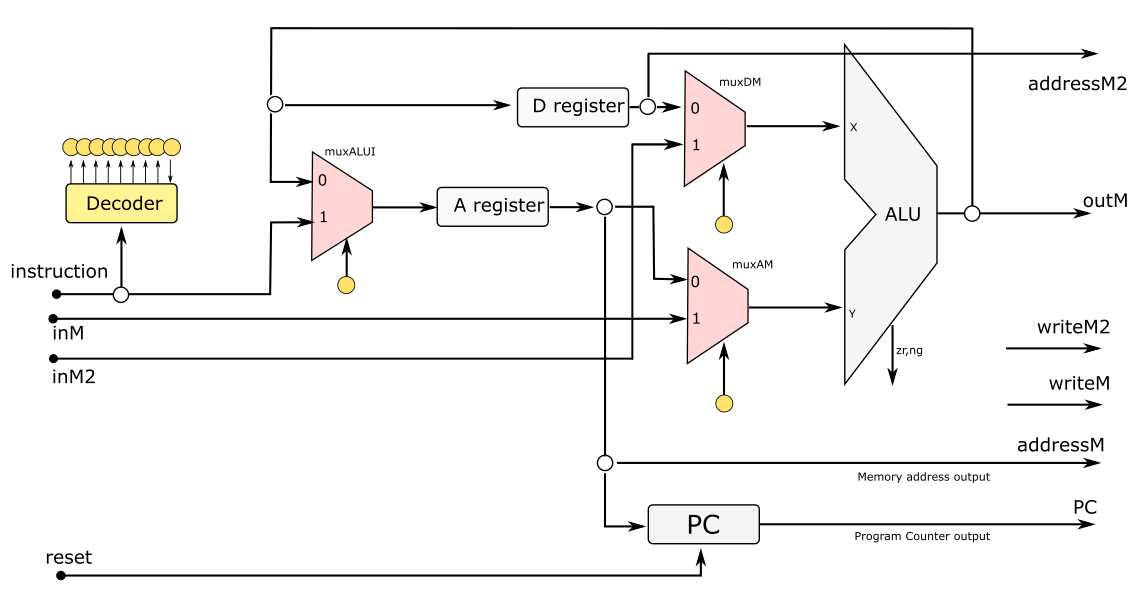 muxDM
addressM2
D register
0
1
X
muxALUI
0
1
Decoder
A register
ALU
outM
instruction
muxAM
0
1
Y
inM
inM2
zr,ng
writeM2
writeM
addressM
Memory address output
PC
PC
Program Counter output
reset